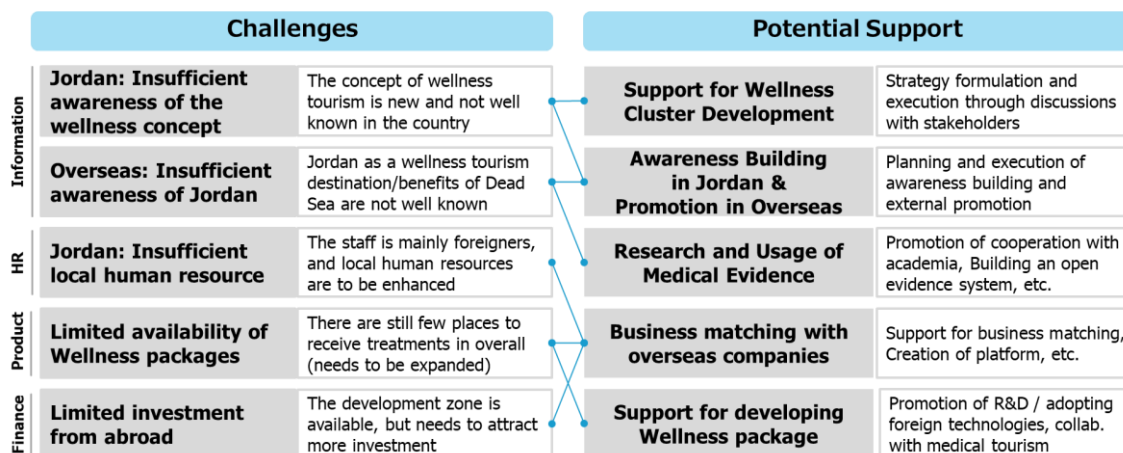 Challenges
Potential Support
Information
Jordan: Insufficient
awareness of the
wellness concept
The concept of wellness
tourism is new and not well
known in the country
Support for Wellness
Cluster Development
Strategy formulation and
execution through discussions
with stakeholders
Overseas: Insufficient
awareness of Jordan
Jordan as a wellness tourism
destination/benefits of Dead
Sea are not well known
Awareness Building
in Jordan &
Promotion in Overseas
Planning and execution of
awareness building and
external promotion
HR
Jordan: Insufficient
local human resource
The staff is mainly foreigners,
and local human resources
are to be enhanced
Research and Usage of
Medical Evidence
Promotion of cooperation with
academia, Building an open
evidence system, etc.
Product
Limited availability of
Wellness packages
There are still few places to
receive treatments in overall
(needs to be expanded)
Business matching with
overseas companies
Support for business matching,
Creation of platform, etc.
Finance
Limited investment
from abroad
The development zone is
available, but needs to attract
more investment
Support for developing
Wellness package
Promotion of R&D / adopting
foreign technologies, collab.
with medical tourism